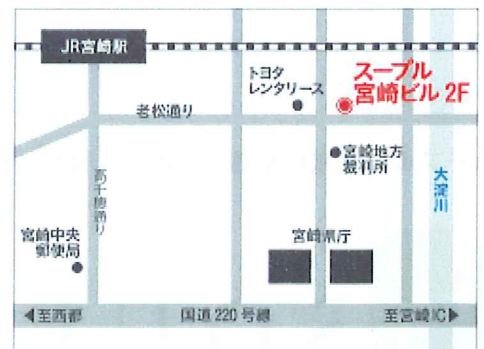 JR宮崎駅
トヨタ
レンタリース
スープル
宮崎ビル 2F
老松通り
宮崎地方
裁判所
高千穂通り
大淀川
宮崎中央
郵便局
宮崎県庁
◀至西都
国道220号線
至宮崎IC▶